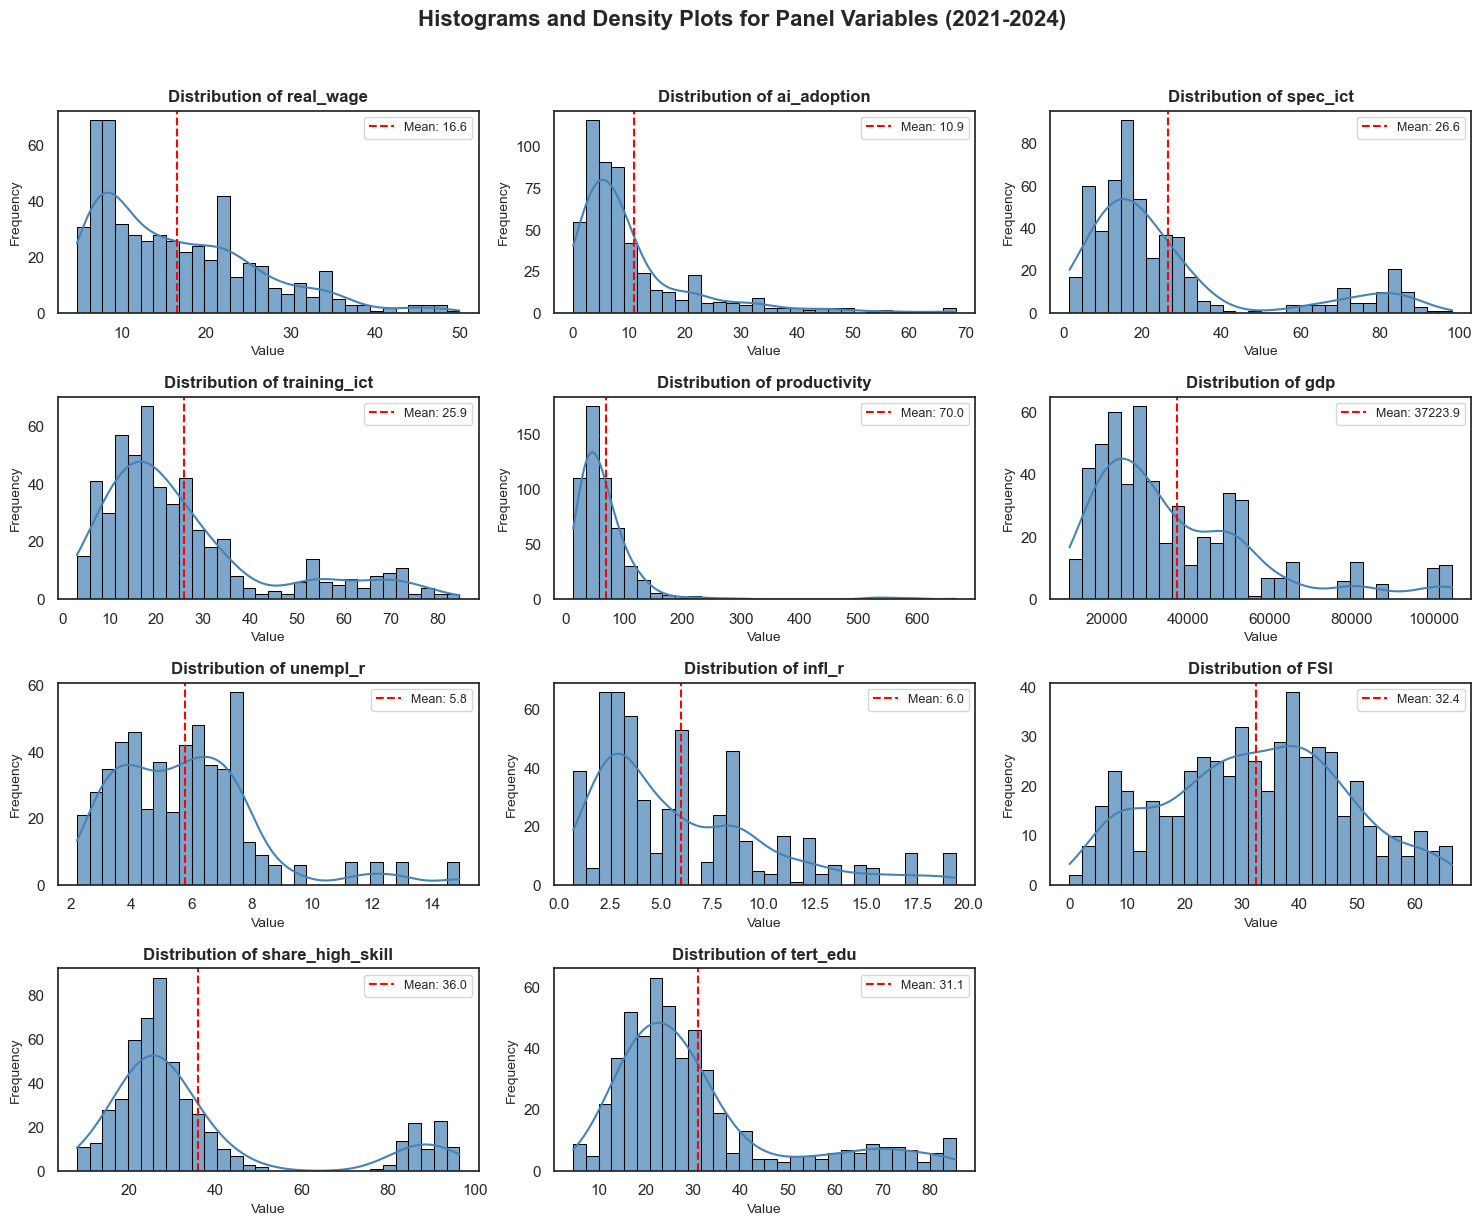 Histograms and Density Plots for Panel Variables (2021-2024)
Distribution of real_wage
Mean: 16.6
Frequency
0 20 40 60
10 20 30 40 50
Value
Distribution of ai_adoption
Mean: 10.9
Frequency
0 25 50 75 100
0 10 20 30 40 50 60 70
Value
Distribution of spec_ict
Mean: 26.6
Frequency
0 20 40 60 80
0 20 40 60 80 100
Value
Distribution of training_ict
Mean: 25.9
Frequency
0 20 40 60
0 10 20 30 40 50 60 70 80
Value
Distribution of productivity
Mean: 70.0
Frequency
0 50 100 150
0 100 200 300 400 500 600
Value
Distribution of gdp
Mean: 37223.9
Frequency
0 20 40 60
20000 40000 60000 80000 100000
Value
Distribution of unempl_r
Mean: 5.8
Frequency
0 20 40 60
2 4 6 8 10 12 14
Value
Distribution of infl_r
Mean: 6.0
Frequency
0 20 40 60
0.0 2.5 5.0 7.5 10.0 12.5 15.0 17.5 20.0
Value
Distribution of FSI
Mean: 32.4
Frequency
0 10 20 30 40
0 10 20 30 40 50 60
Value
Distribution of share_high_skill
Mean: 36.0
Frequency
0 20 40 60 80
20 40 60 80 100
Value
Distribution of tert_edu
Mean: 31.1
Frequency
0 20 40 60
10 20 30 40 50 60 70 80
Value